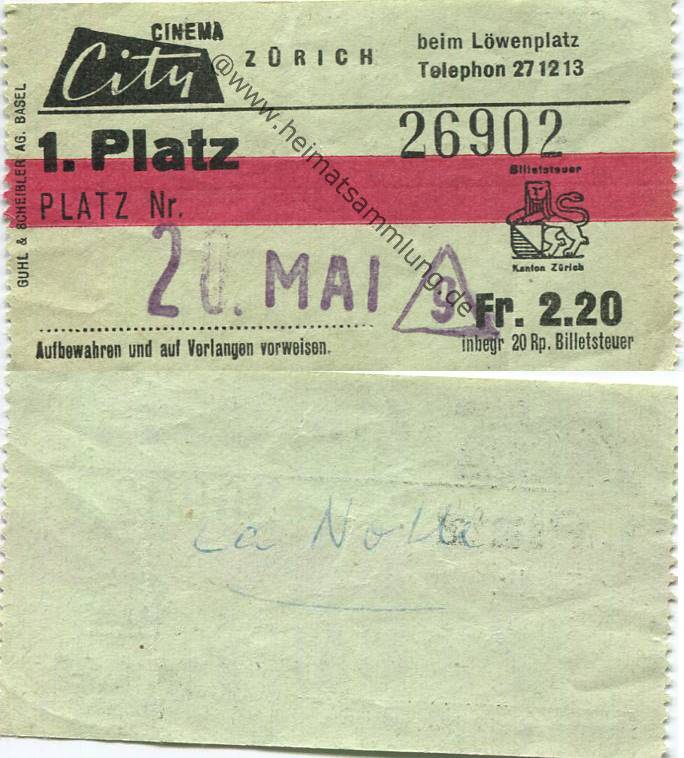 CINEMA
City
ZÜRICH
beim Löwenplatz
Telephon 27 12 13
1. Platz
26902
PLATZ Nr.
Billetsteuer
Kanton Zürich
20. MAI
9
Fr. 2.20
inbegr 20 Rp. Billetsteuer
Aufbewahren und auf Verlangen vorweisen.
GUHL & SCHEIBLER AG. BASEL
@www.heimatsammlung.de
La Notte